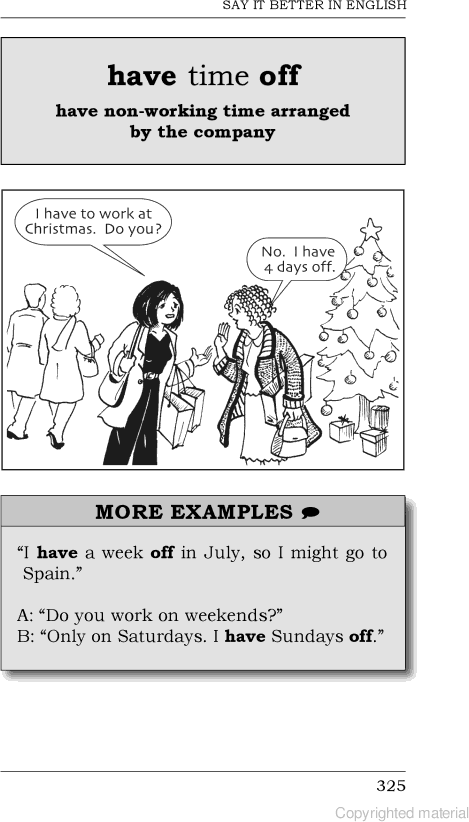 SAY IT BETTER IN ENGLISH
have time off
have non-working time arranged
by the company
I have to work at
Christmas. Do you?
No. I have
4 days off.
MORE EXAMPLES
“I have a week off in July, so I might go to
Spain.”
A: “Do you work on weekends?”
B: “Only on Saturdays. I have Sundays off.”
325
Copyrighted material